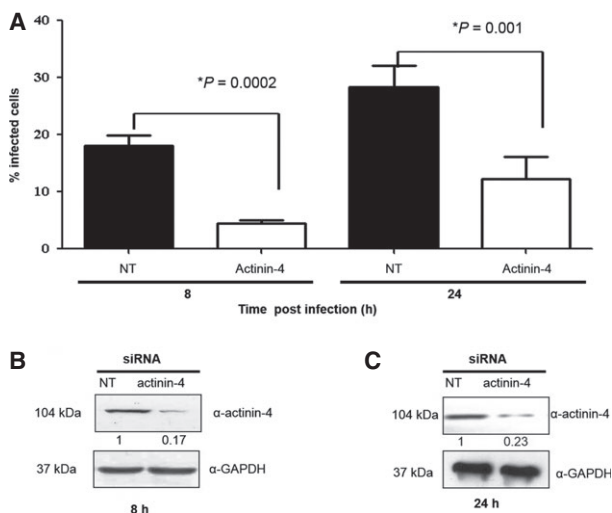 A
*P = 0.001
*P = 0.0002
% infected cells
40
30
20
10
0
NT
Actinin-4
NT
Actinin-4
8
24
Time post infection (h)
B
siRNA
NT actinin-4
104 kDa
α-actinin-4
1 0.17
37 kDa
α-GAPDH
8 h
C
siRNA
NT actinin-4
104 kDa
α-actinin-4
1 0.23
37 kDa
α-GAPDH
24 h